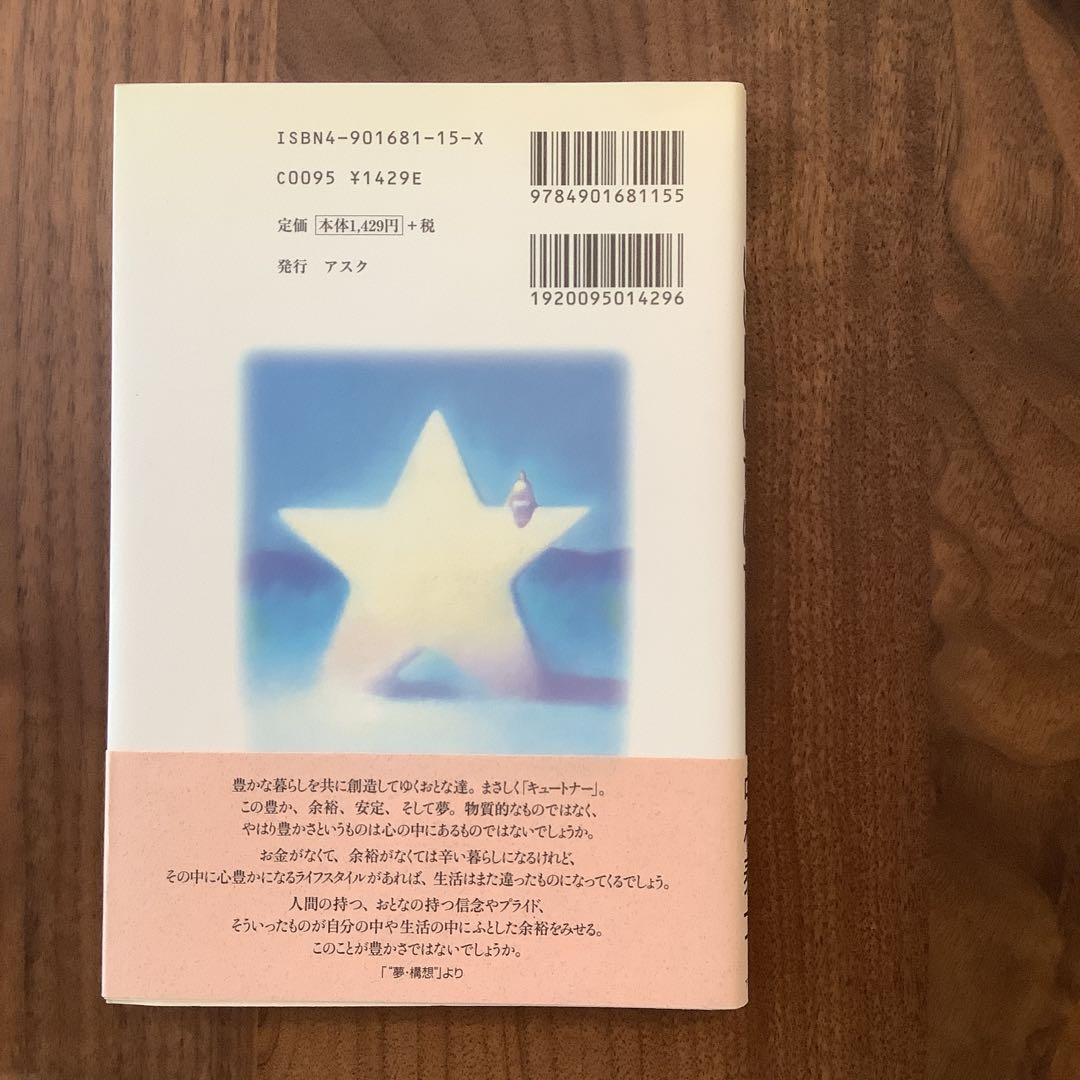 ISBN4-901681-15-X
C0095 ¥1429E
定価 本体1,429円+税
発行 アスク
9784901681155
1920095014296
豊かな暮らしを共に創造してゆくおとな達。まさしく「キュートナー」。
この豊か、余裕、安定、そして夢。物質的なものではなく、
やはり豊かさというものは心の中にあるものではないでしょうか。
お金がなくて、余裕がなくては辛い暮らしになるけれど、
その中に心豊かになるライフスタイルがあれば、生活はまた違ったものになってくるでしょう。
人間の持つ、おとなの持つ信念やプライド、
そういったものが自分の中や生活の中にふとした余裕をみせる。
このことが豊かさではないでしょうか。
「“夢・構想”」より